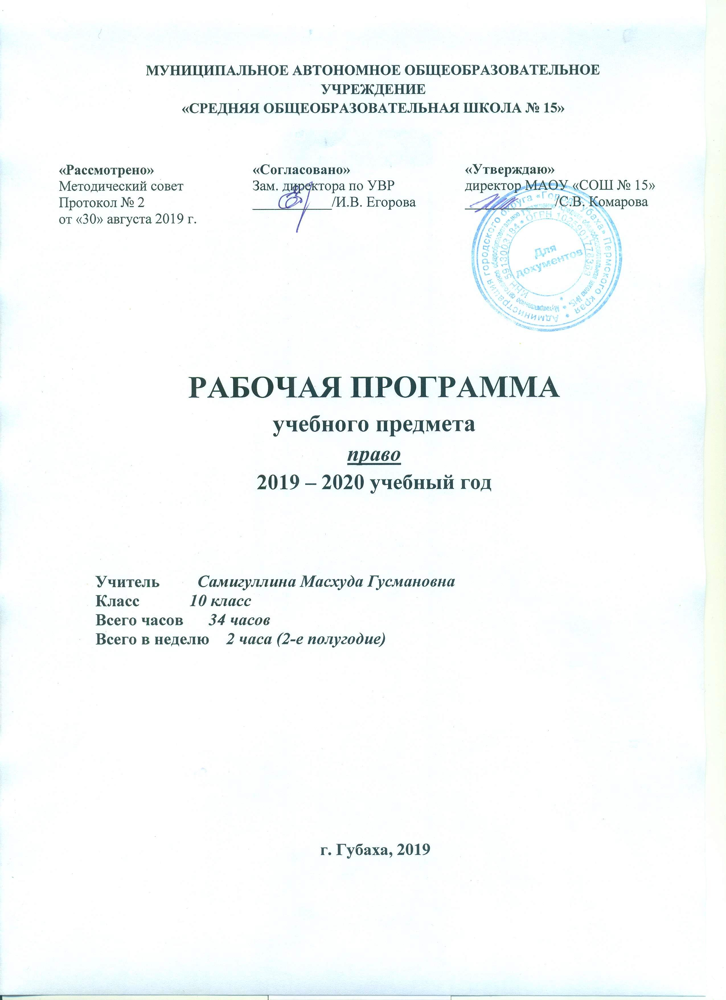 МУНИЦИПАЛЬНОЕ АВТОНОМНОЕ ОБЩЕОБРАЗОВАТЕЛЬНОЕ
УЧРЕЖДЕНИЕ
«СРЕДНЯЯ ОБЩЕОБРАЗОВАТЕЛЬНАЯ ШКОЛА № 15»
«Рассмотрено»
Методический совет
Протокол № 2
от «30» августа 2019 г.
«Согласовано»
Зам. директора по УВР
/И.В. Егорова
«Утверждаю»
директор МАОУ «СОШ № 15»
/С.В. Комарова
Администрация городского округа «Город Губаха» Пермского края
Муниципальное автономное общеобразовательное учреждение «Средняя общеобразовательная школа №15»
ИНН 5913003184 * ОГРН 1025901778363
Для
документов
РАБОЧАЯ ПРОГРАММА
учебного предмета
право
2019 – 2020 учебный год
Учитель Самигуллина Масхуда Гусмановна
Класс 10 класс
Всего часов 34 часов
Всего в неделю 2 часа (2-е полугодие)
г. Губаха, 2019